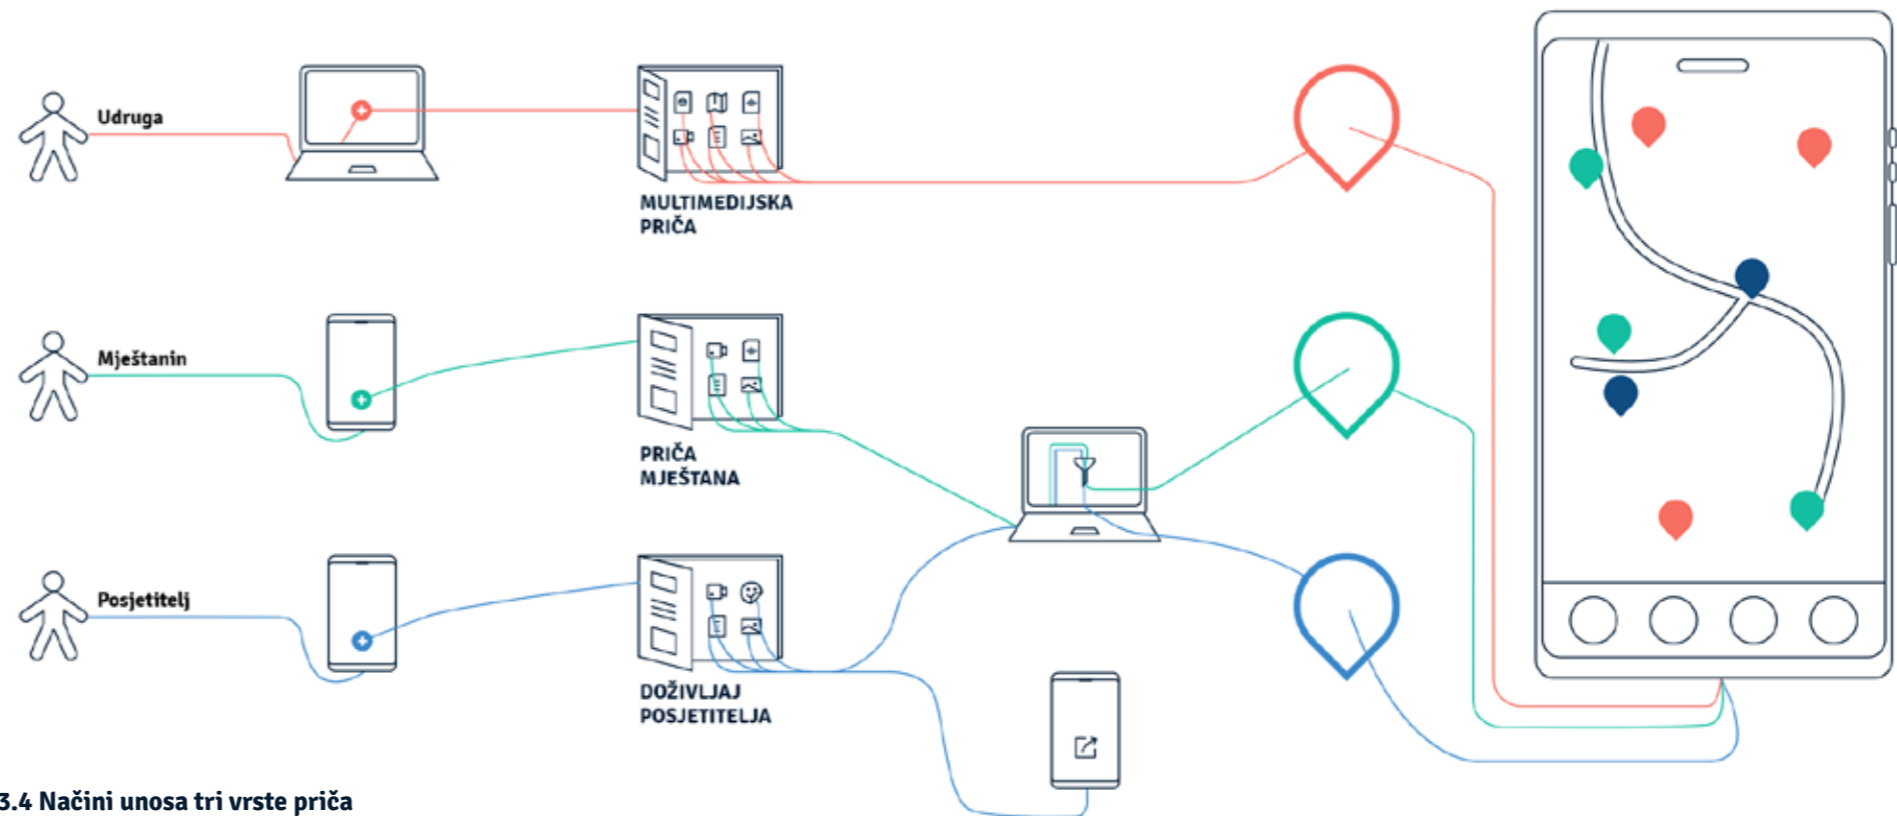 Udruga
MULTIMEDIJSKA
PRIČA
Mještanin
PRIČA
MJEŠTANA
Posjetitelj
DOŽIVLJAJ
POSJETITELJA
3.4 Načini unosa tri vrste priča